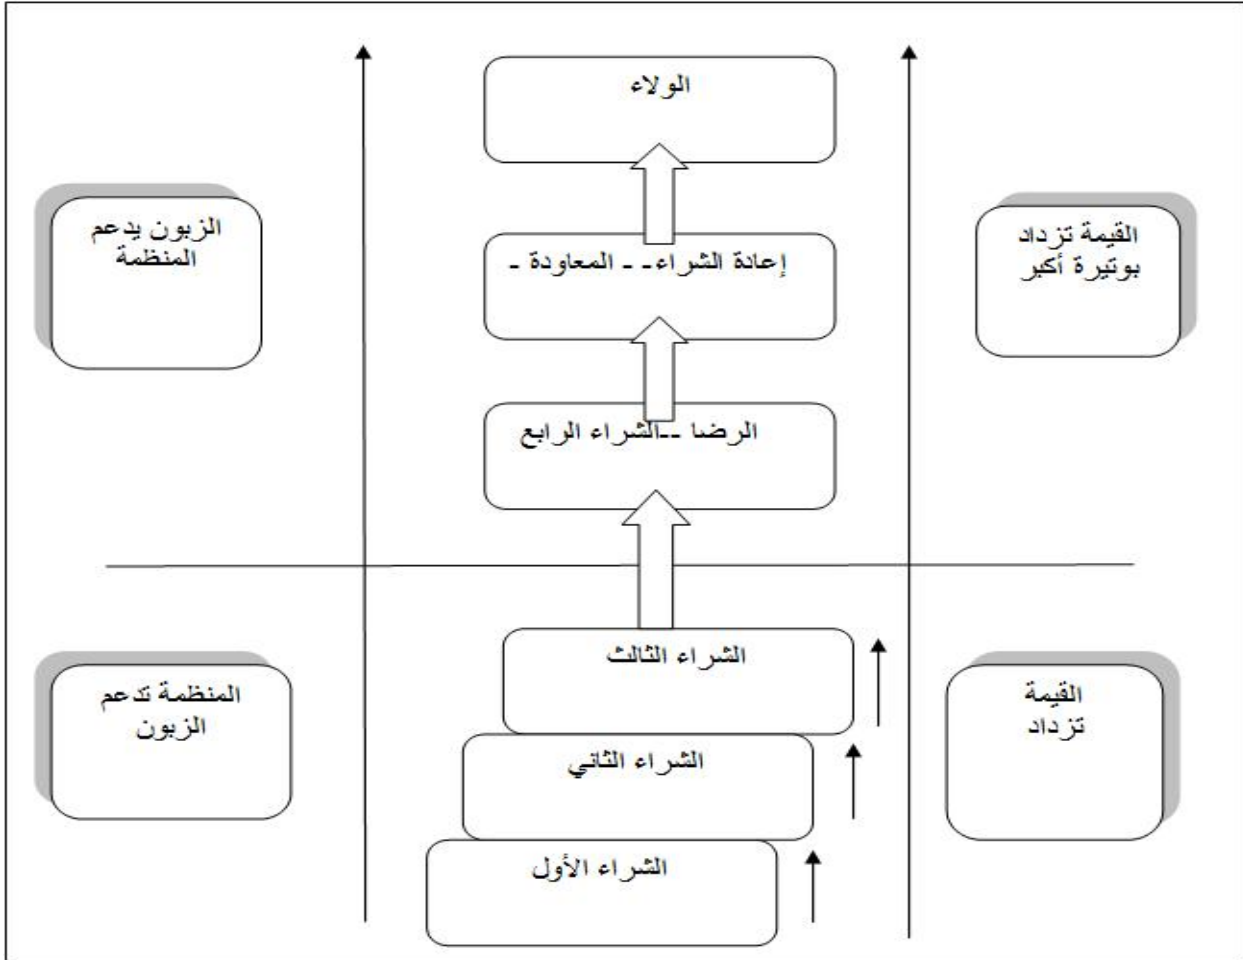 الولاء
القيمة تزداد
بوتيرة أكبر
إعادة الشراء- - المعاودة -
الزبون يدعم
المنظمة
الرضا --الشراء الرابع
الشراء الثالث
القيمة
تزداد
المنظمة تدعم
الزبون
الشراء الثاني
الشراء الأول